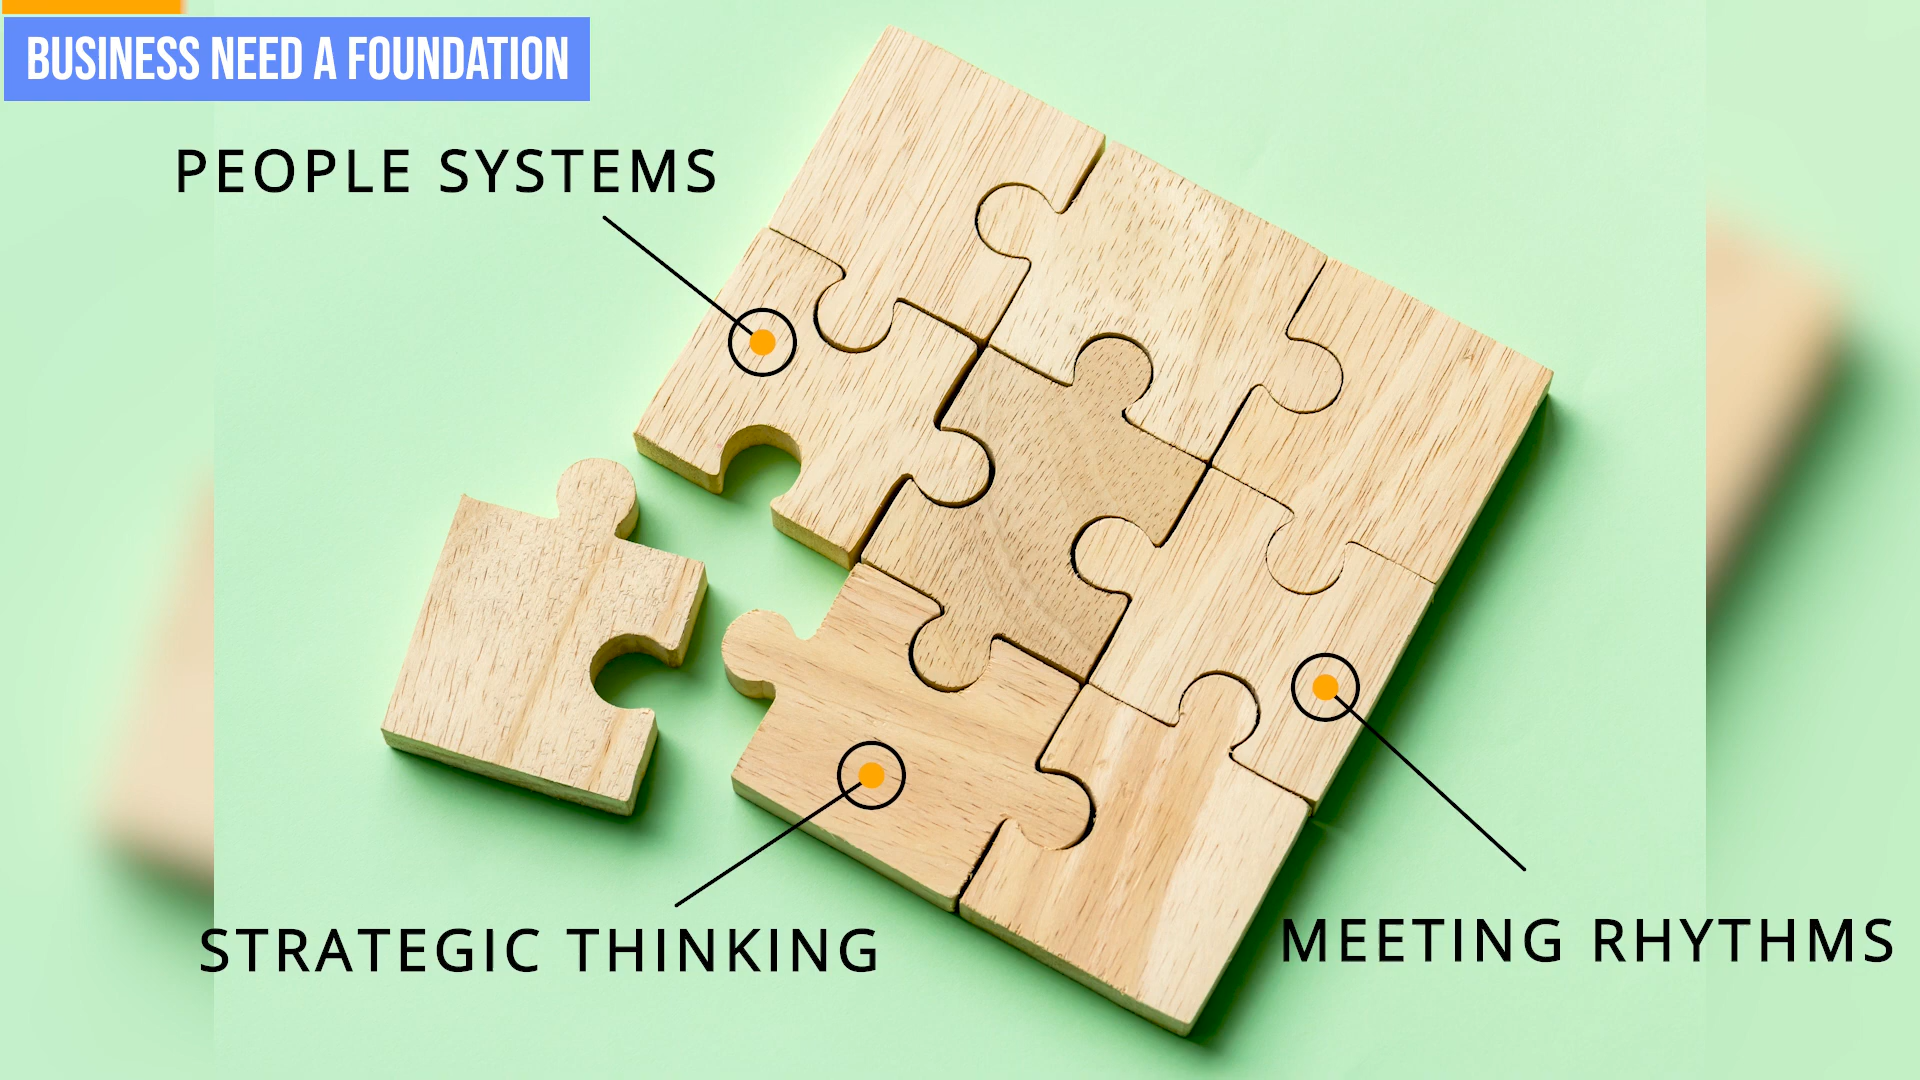 BUSINESS NEED A FOUNDATION
PEOPLE SYSTEMS
STRATEGIC THINKING
MEETING RHYTHMS